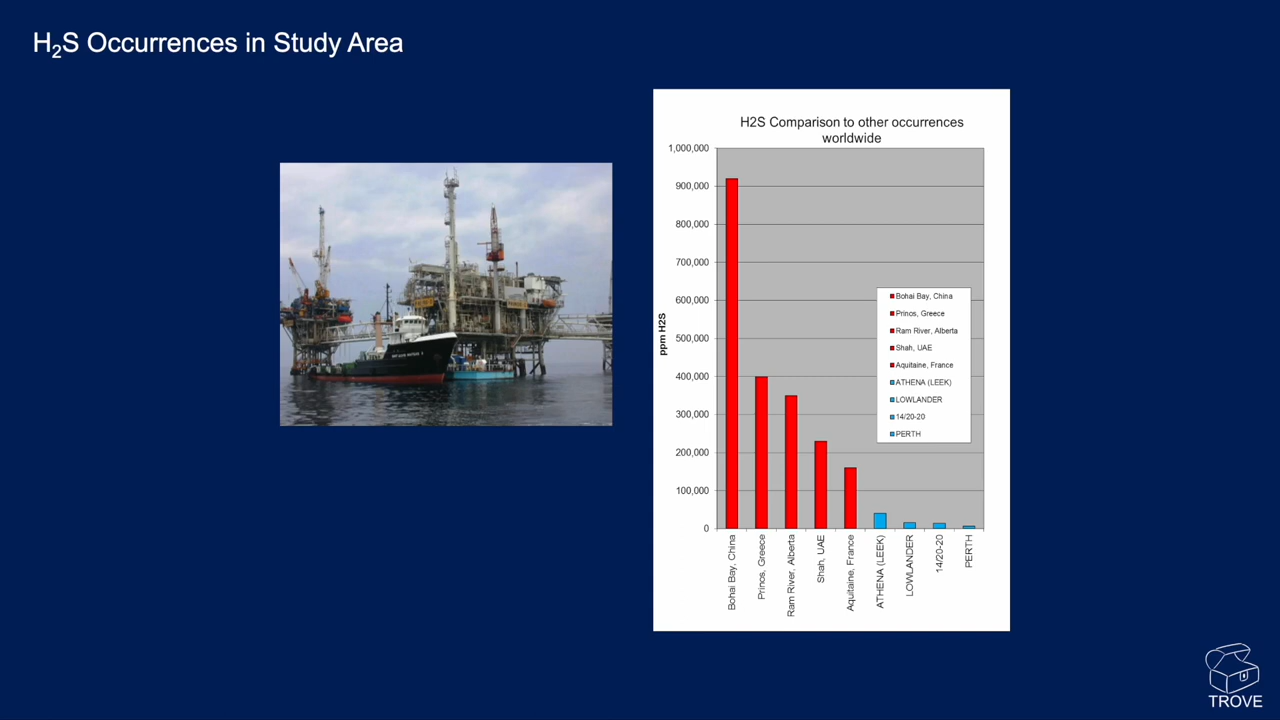 H₂S Occurrences in Study Area
H2S Comparison to other occurrences
worldwide
1,000,000
900,000
800,000
700,000
600,000
500,000
400,000
300,000
200,000
100,000
0
ppm H2S
Bohai Bay, China
Prinos, Greece
Ram River, Alberta
Shah, UAE
Aquitaine, France
ATHENA (LEEK)
LOWLANDER
14/20-20
PERTH
Bohai Bay, China
Prinos, Greece
Ram River, Alberta
Shah, UAE
Aquitaine, France
ATHENA (LEEK)
LOWLANDER
14/20-20
PERTH
TROVE